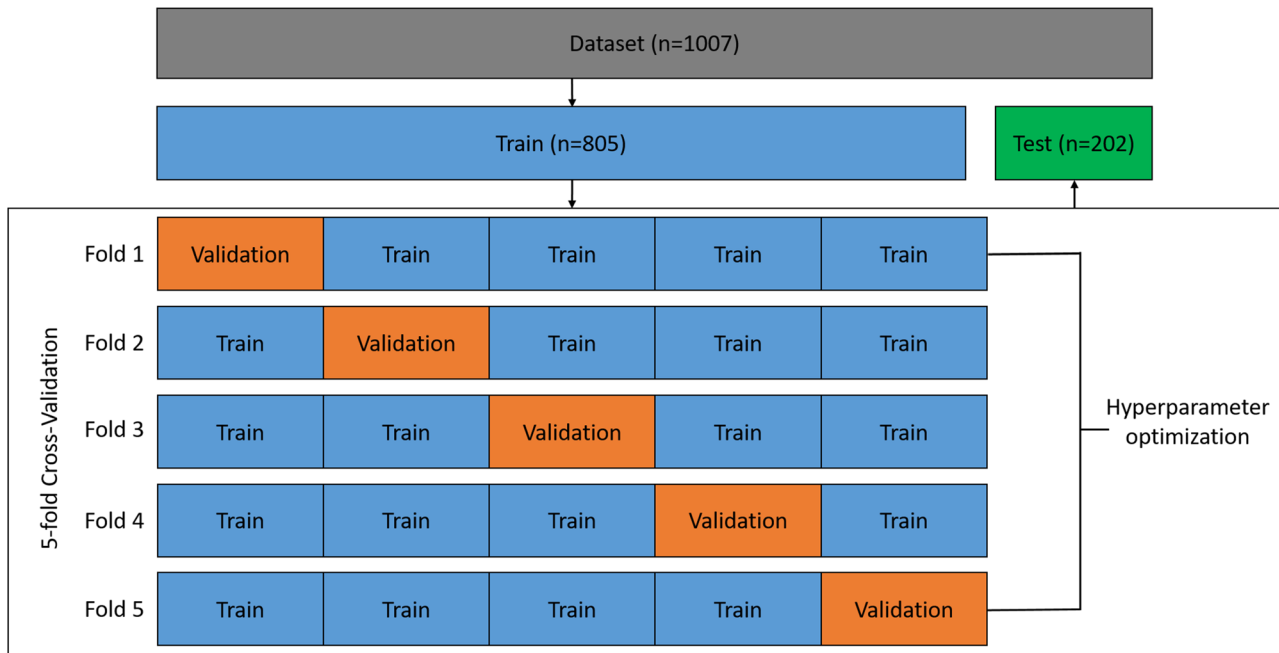 Dataset (n=1007)
Train (n=805)
Test (n=202)
5-fold Cross-Validation
Fold 1 Validation Train Train Train Train
Fold 2 Train Validation Train Train Train
Fold 3 Train Train Validation Train Train
Fold 4 Train Train Train Validation Train
Fold 5 Train Train Train Train Validation
Hyperparameter
optimization